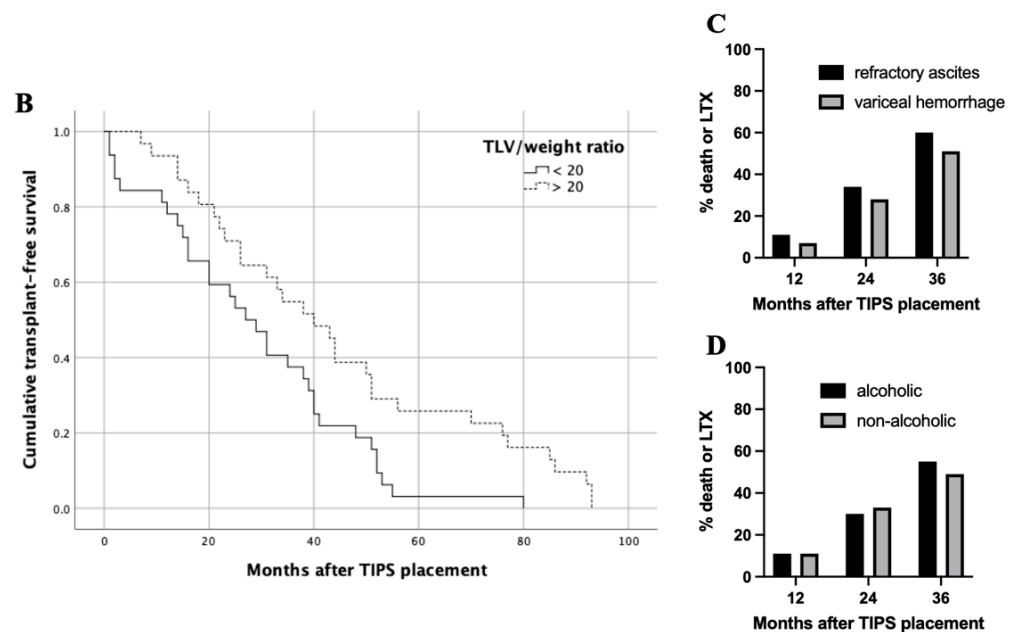 B
TLV/weight ratio
< 20
> 20
Cumulative transplant-free survival
1.0
0.8
0.6
0.4
0.2
0.0
0 20 40 60 80 100
Months after TIPS placement
C
refractory ascites
variceal hemorrhage
% death or LTX
100
80
60
40
20
0
12 24 36
Months after TIPS placement
D
alcoholic
non-alcoholic
% death or LTX
100
80
60
40
20
0
12 24 36
Months after TIPS placement